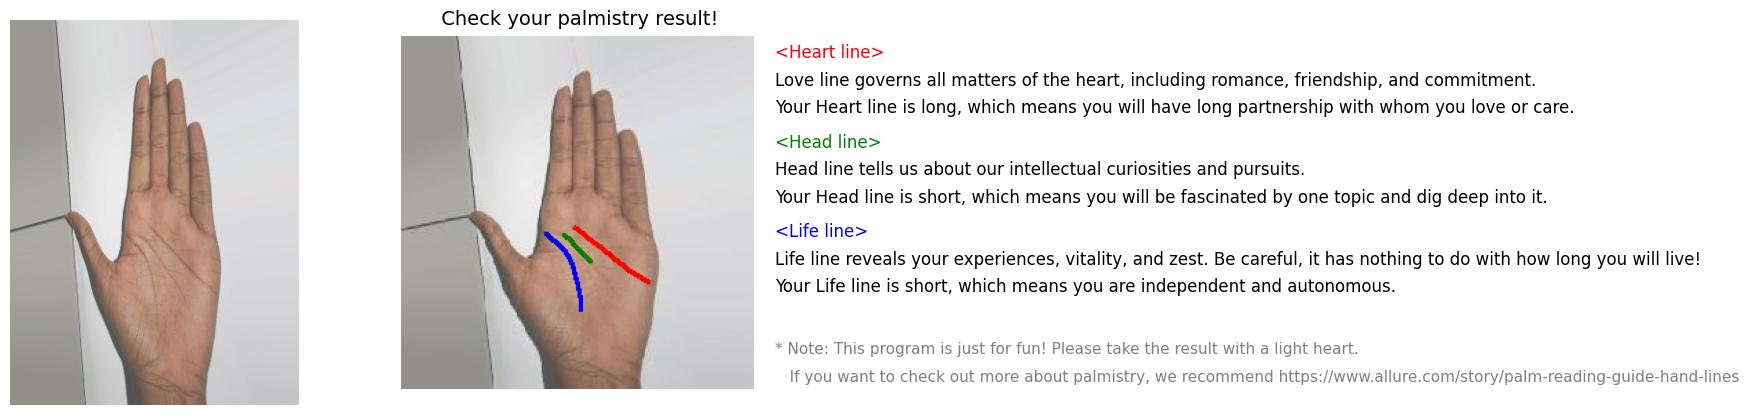 Check your palmistry result!
<Heart line>
Love line governs all matters of the heart, including romance, friendship, and commitment.
Your Heart line is long, which means you will have long partnership with whom you love or care.
<Head line>
Head line tells us about our intellectual curiosities and pursuits.
Your Head line is short, which means you will be fascinated by one topic and dig deep into it.
<Life line>
Life line reveals your experiences, vitality, and zest. Be careful, it has nothing to do with how long you will live!
Your Life line is short, which means you are independent and autonomous.
* Note: This program is just for fun! Please take the result with a light heart.
If you want to check out more about palmistry, we recommend https://www.allure.com/story/palm-reading-guide-hand-lines